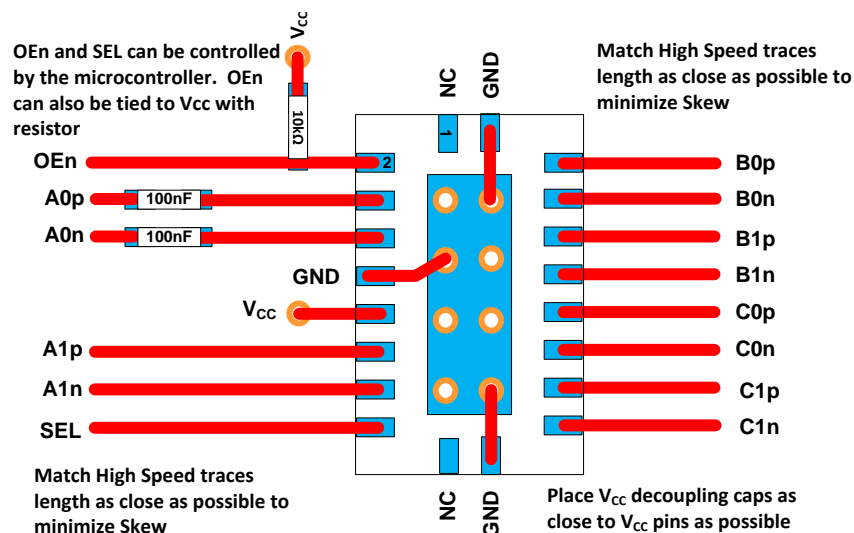 OEn and SEL can be controlled
by the microcontroller. OEn
can also be tied to Vcc with
resistor
VCC
10kΩ
NC
GND
Match High Speed traces
length as close as possible to
minimize Skew
1
OEn
2
B0p
A0p
100nF
B0n
A0n
100nF
B1p
GND
B1n
VCC
C0p
A1p
C0n
A1n
C1p
SEL
C1n
Match High Speed traces
length as close as possible to
minimize Skew
NC
GND
Place VCC decoupling caps as
close to VCC pins as possible